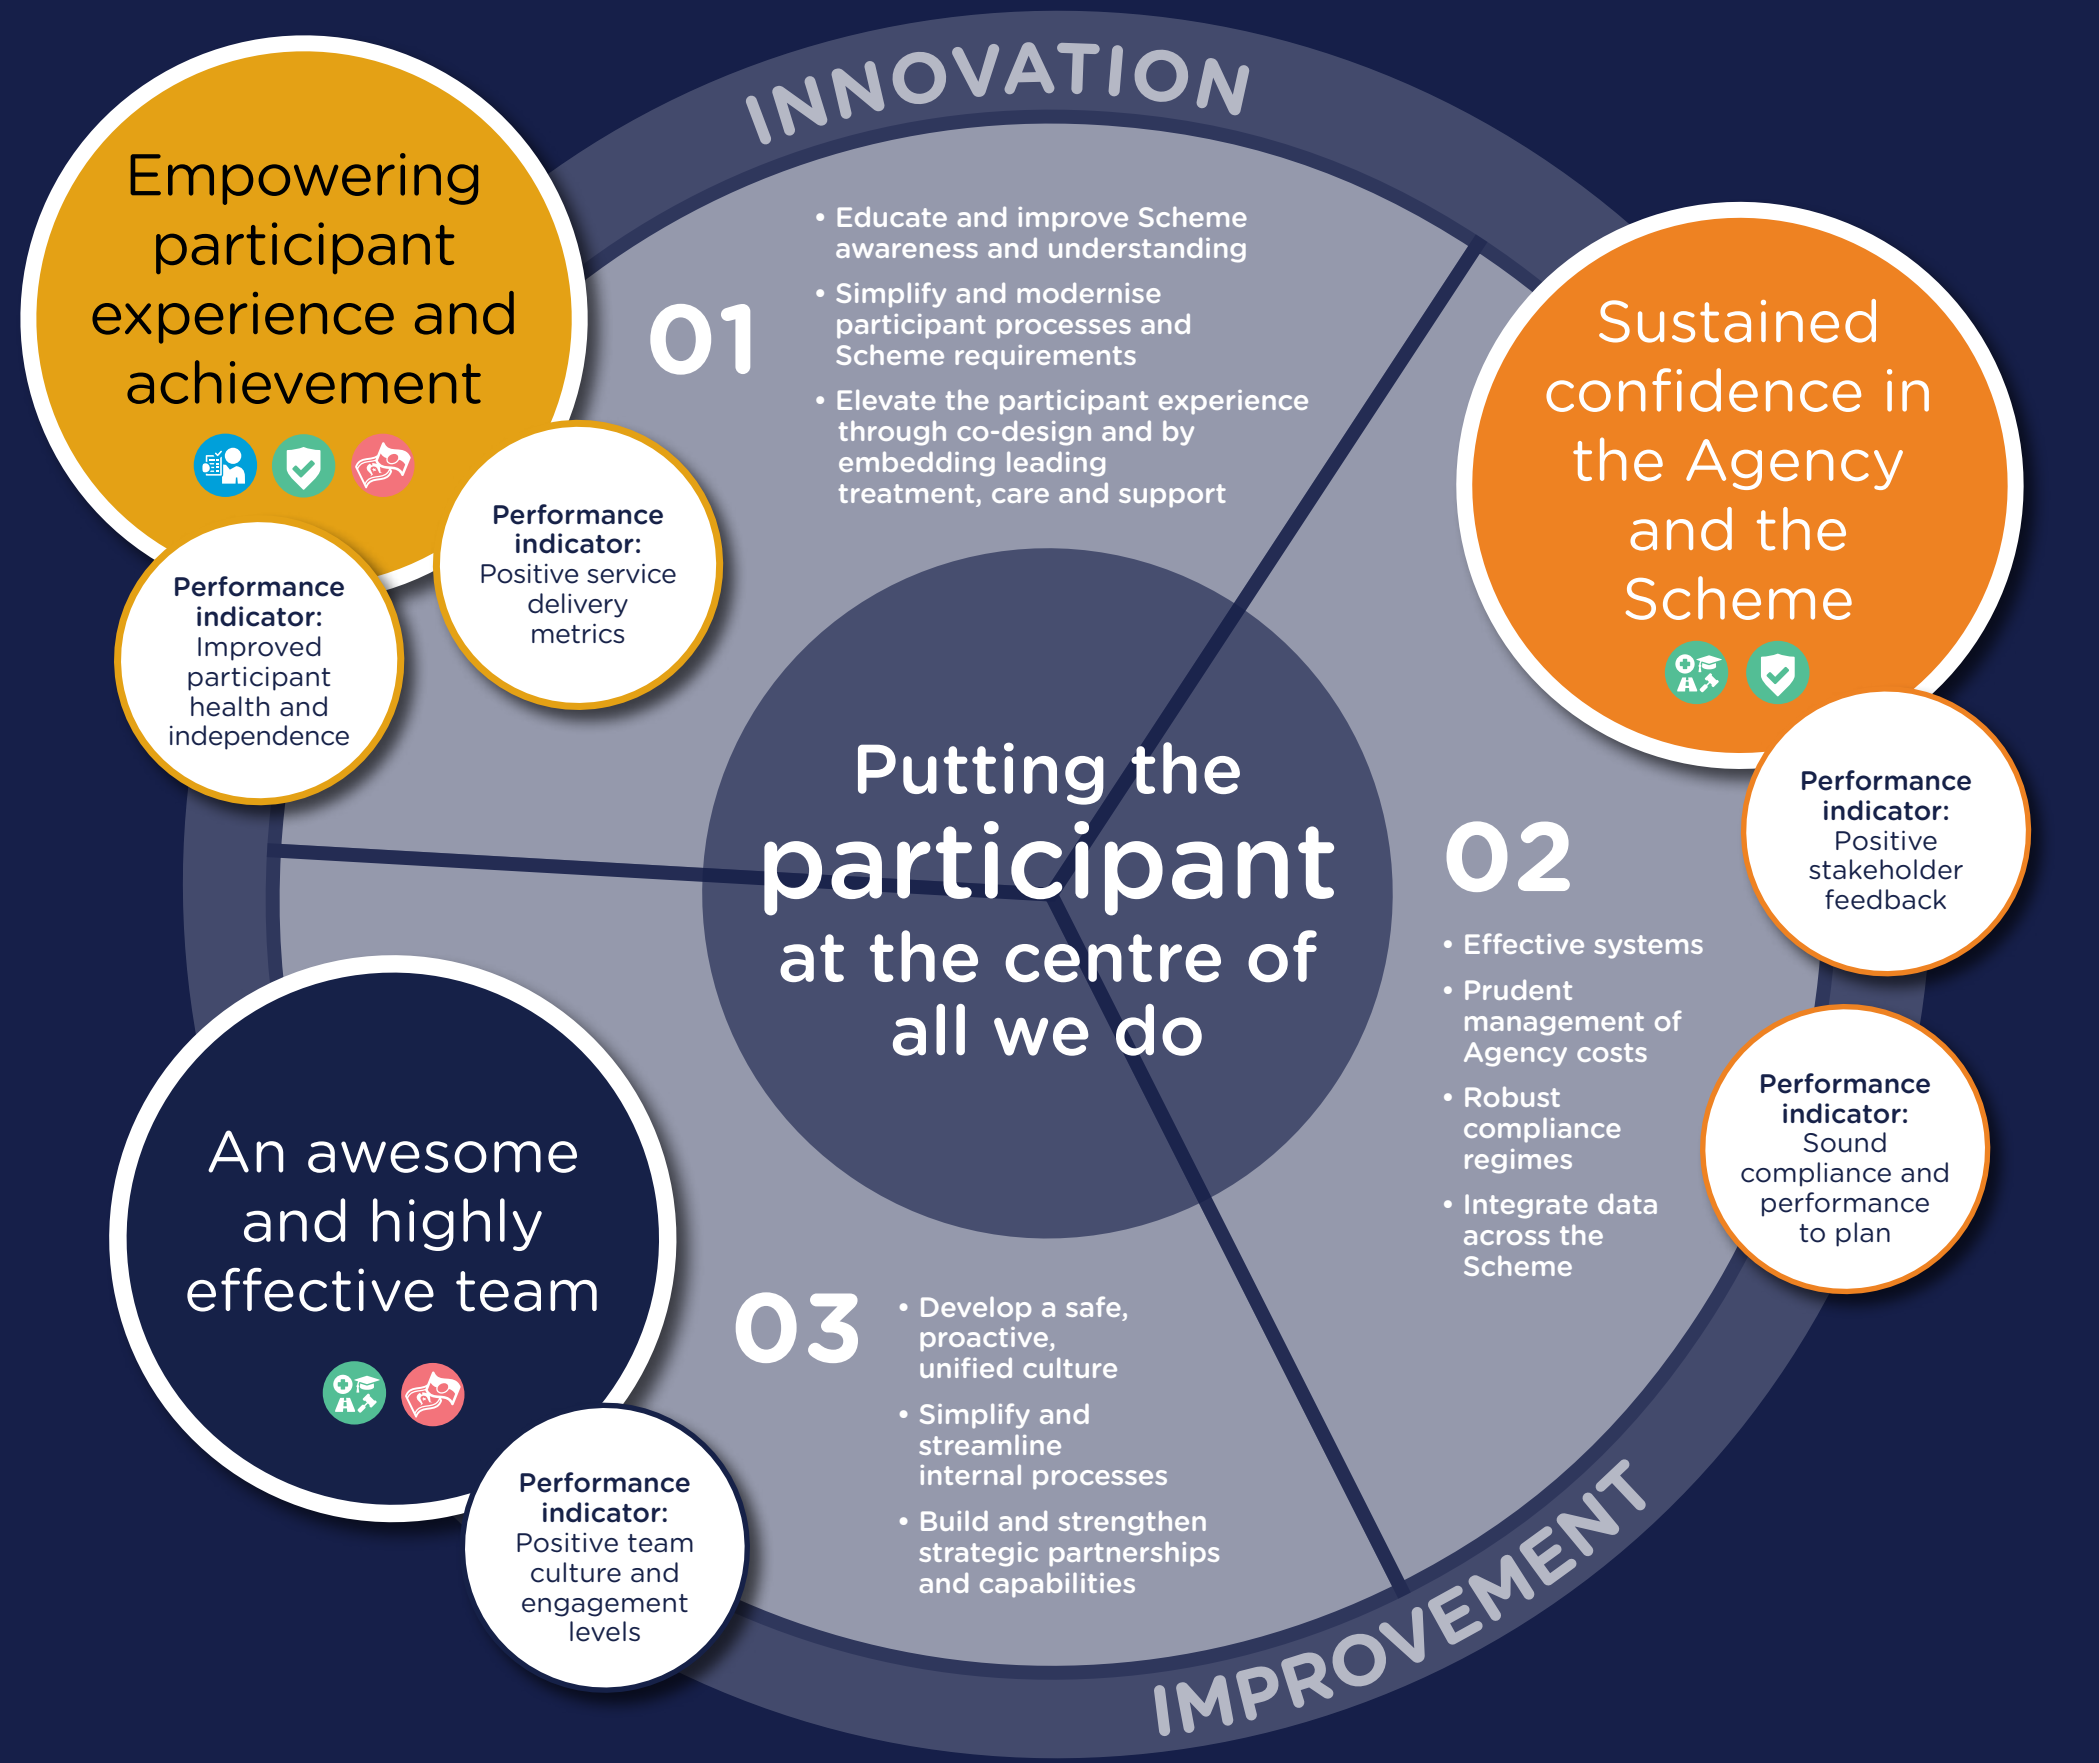 INNOVATION
Empowering
participant
experience and
achievement
Performance
indicator:
Improved
participant
health and
independence
Performance
indicator:
Positive service
delivery
metrics
01
• Educate and improve Scheme
awareness and understanding
• Simplify and modernise
participant processes and
Scheme requirements
• Elevate the participant experience
through co-design and by
embedding leading
treatment, care and support
Sustained
confidence in
the Agency
and the
Scheme
Performance
indicator:
Positive
stakeholder
feedback
Performance
indicator:
Sound
compliance and
performance
to plan
02
• Effective systems
• Prudent
management of
Agency costs
• Robust
compliance
regimes
• Integrate data
across the
Scheme
Putting the
participant
at the centre of
all we do
An awesome
and highly
effective team
Performance
indicator:
Positive team
culture and
engagement
levels
03
• Develop a safe,
proactive,
unified culture
• Simplify and
streamline
internal processes
• Build and strengthen
strategic partnerships
and capabilities
IMPROVEMENT